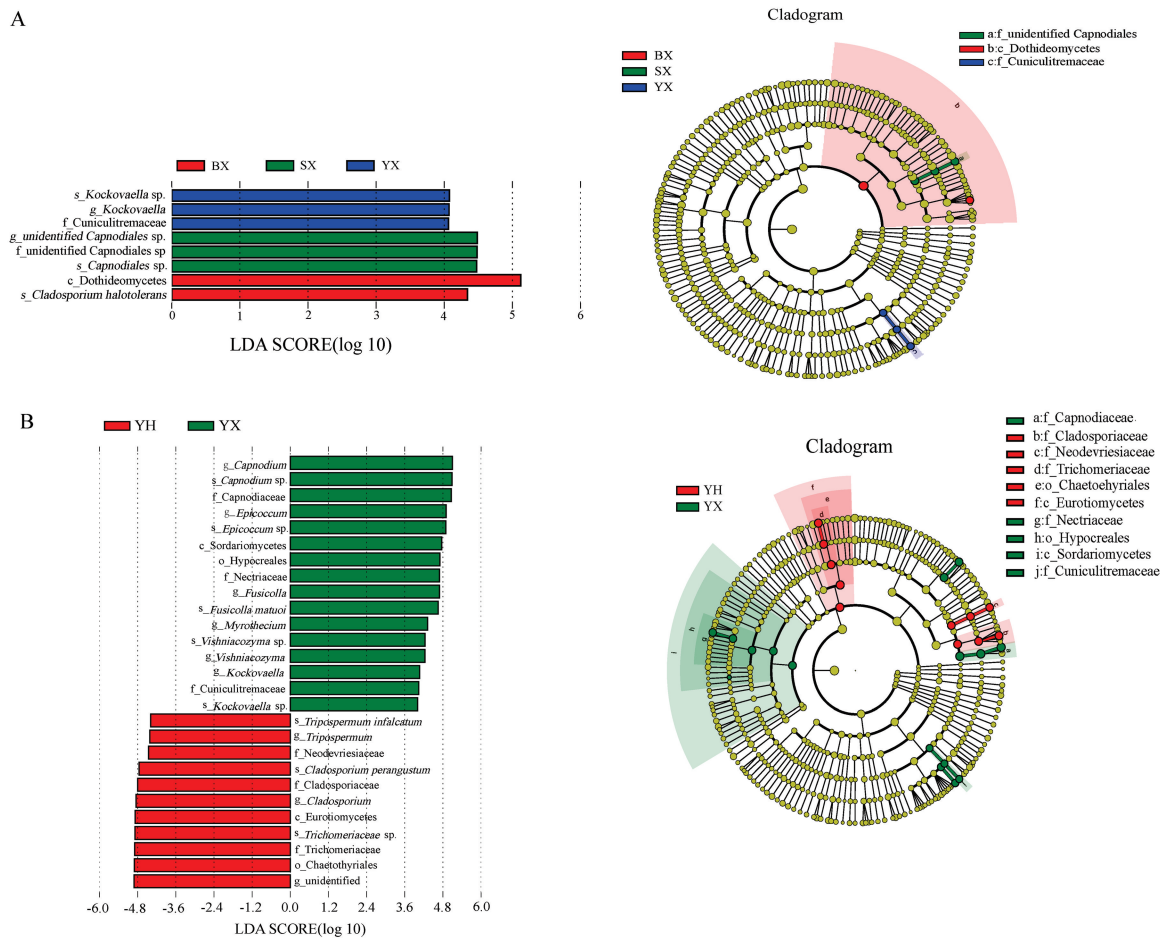 A
BX
SX
YX
s_Kockovaella sp.
g_Kockovaella
f_Cuniculitremaceae
g_unidentified Capnodiales sp.
f_unidentified Capnodiales sp
s_Capnodiales sp.
c_Dothideomycetes
s_Cladosporium halotolerans
0 1 2 3 4 5 6
LDA SCORE(log 10)
Cladogram
BX
SX
YX
a:f_unidentified Capnodiales
b:c_Dothideomycetes
c:f_Cuniculitremaceae
b
a
c
B
YH
YX
g_Capnodium
s_Capnodium sp.
f_Capnodiaceae
g_Epicoccum
s_Epicoccum sp.
c_Sordariomycetes
o_Hypocreales
f_Nectriaceae
g_Fusicolla
s_Fusicolla matuoi
g_Myrothecium
s_Vishniacozyma sp.
g_Vishniacozyma
g_Kockovaella
f_Cuniculitremaceae
s_Kockovaella sp.
s_Tripospermum infalcatum
g_Tripospermum
f_Neodevriesiaceae
s_Cladosporium perangustum
f_Cladosporiaceae
g_Cladosporium
c_Eurotiomycetes
s_Trichomeriaceae sp.
f_Trichomeriaceae
o_Chaetothyriales
g_unidentified
-6.0 -4.8 -3.6 -2.4 -1.2 0.0 1.2 2.4 3.6 4.8 6.0
LDA SCORE(log 10)
Cladogram
YH
YX
a:f_Capnodiaceae
b:f_Cladosporiaceae
c:f_Neodevriesiaceae
d:f_Trichomeriaceae
e:o_Chaetoehyriales
f:c_Eurotiomycetes
g:f_Nectriaceae
h:o_Hypocreales
i:c_Sordariomycetes
j:f_Cuniculitremaceae
f
e
d
c
b
a
g
h